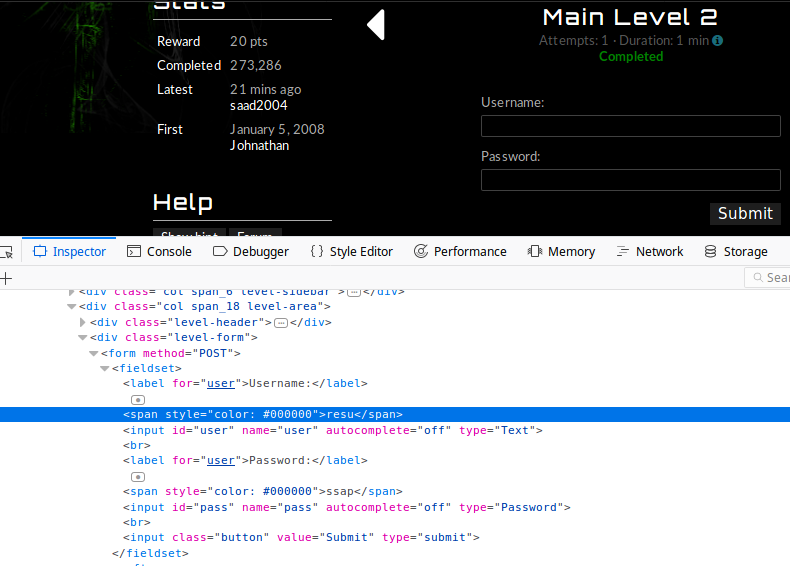 Stats
Reward 20 pts
Completed 273,286
Latest 21 mins ago
saad2004
First January 5, 2008
Johnathan
Help
Show hint Forum
Main Level 2
Attempts: 1 · Duration: 1 min
Completed
Username:
Password:
Submit
Inspector Console Debugger {} Style Editor Performance Memory Network Storage
+ Sear
<div class="col span_6 level-sidebar"> </div>
<div class="col span_18 level-area">
<div class="level-header"> </div>
<div class="level-form">
<form method="POST">
<fieldset>
<label for="user">Username:</label>
<span style="color: #000000">resu</span>
<input id="user" name="user" autocomplete="off" type="Text">
<br>
<label for="user">Password:</label>
<span style="color: #000000">ssap</span>
<input id="pass" name="pass" autocomplete="off" type="Password">
<br>
<input class="button" value="Submit" type="submit">
</fieldset>